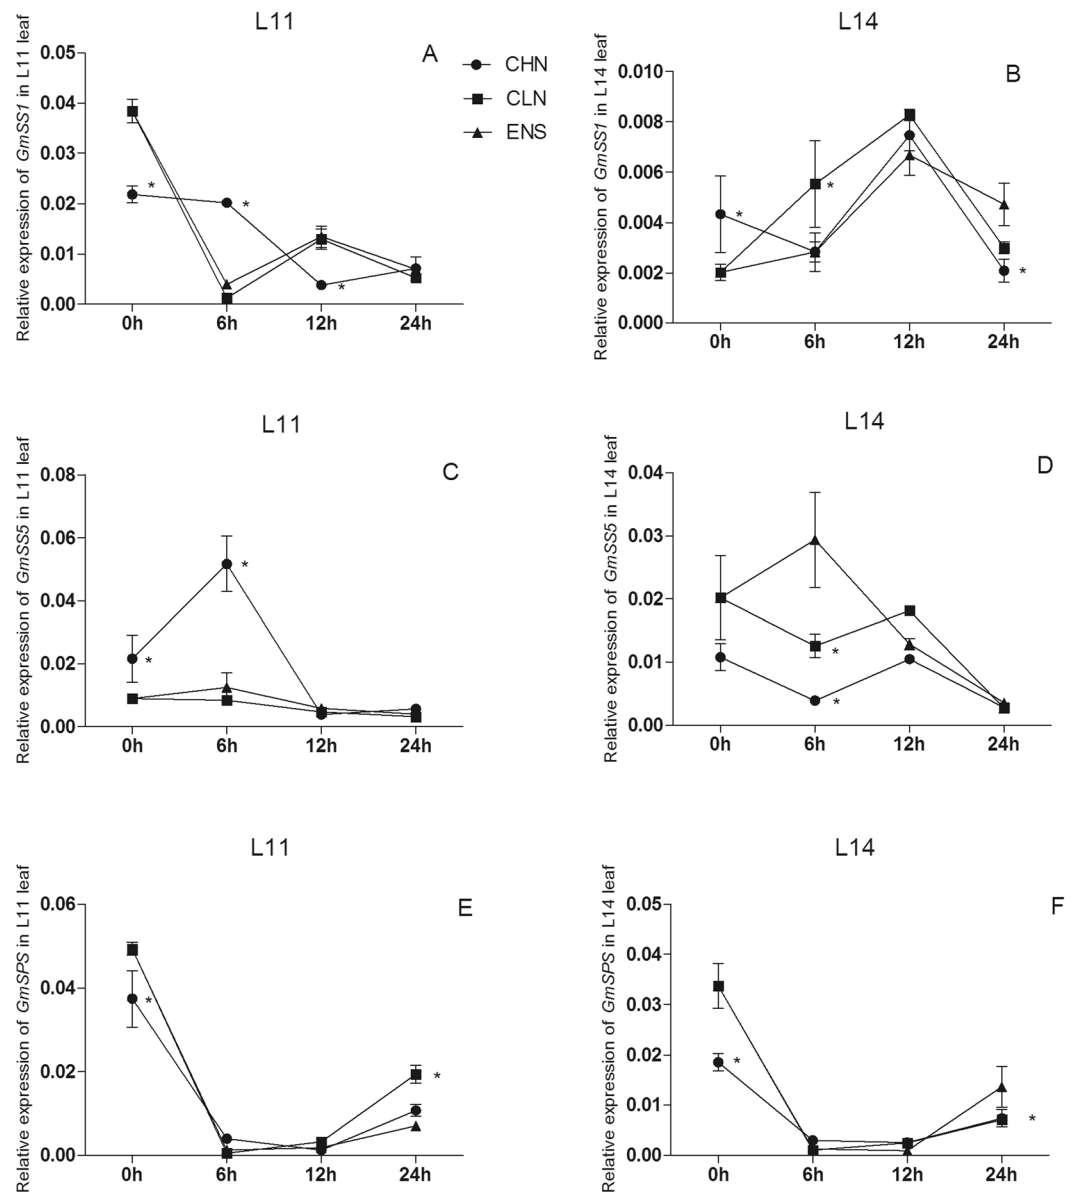 L11
A
Relative expression of GmSS1 in L11 leaf
0.05
0.04
0.03
0.02
0.01
0.00
* * *
0h 6h 12h 24h
CHN
CLN
ENS
L14
B
Relative expression of GmSS1 in L14 leaf
0.010
0.008
0.006
0.004
0.002
0.000
* * *
0h 6h 12h 24h
L11
C
Relative expression of GmSS5 in L11 leaf
0.08
0.06
0.04
0.02
0.00
* *
0h 6h 12h 24h
L14
D
Relative expression of GmSS5 in L14 leaf
0.04
0.03
0.02
0.01
0.00
* *
0h 6h 12h 24h
L11
E
Relative expression of GmSPS in L11 leaf
0.06
0.04
0.02
0.00
* *
0h 6h 12h 24h
L14
F
Relative expression of GmSPS in L14 leaf
0.05
0.04
0.03
0.02
0.01
0.00
* *
0h 6h 12h 24h